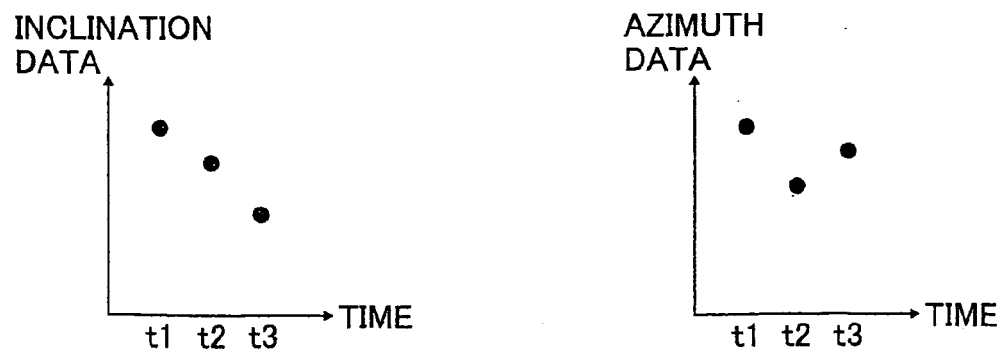 INCLINATION
DATA
TIME
t1 t2 t3
AZIMUTH
DATA
TIME
t1 t2 t3